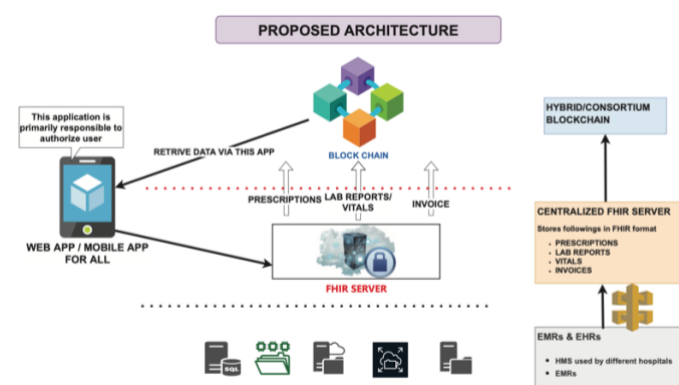 PROPOSED ARCHITECTURE
This application is
primarily responsible to
authorize user
RETRIVE DATA VIA THIS APP
BLOCK CHAIN
PRESCRIPTIONS
LAB REPORTS/
VITALS
INVOICE
WEB APP / MOBILE APP
FOR ALL
FHIR SERVER
SQL
HYBRID/CONSORTIUM
BLOCKCHAIN
CENTRALIZED FHIR SERVER
Stores followings in FHIR format
• PRESCRIPTIONS
• LAB REPORTS
• VITALS
• INVOICES
EMRs & EHRs
• HMS used by different hospitals
• EMRs